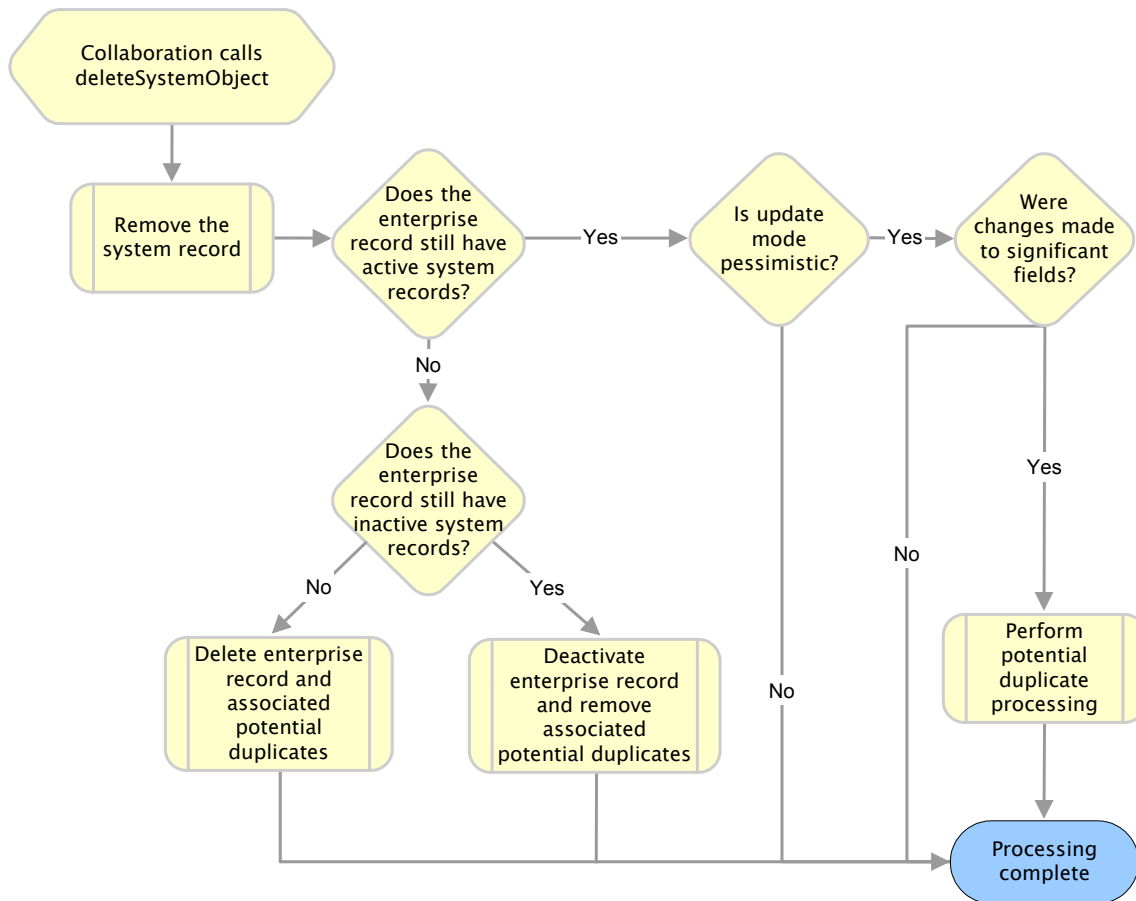 Collaboration calls
deleteSystemObject
Remove the
system record
Does the
enterprise
record still have
active system
records?
Yes
Is update
mode
pessimistic?
Yes
Were
changes made
to significant
fields?
No
Does the
enterprise
record still have
inactive system
records?
No
Yes
No
Yes
Delete enterprise
record and
associated
potential
duplicates
Deactivate
enterprise record
and remove
associated
potential duplicates
No
Perform
potential
duplicate
processing
Processing
complete